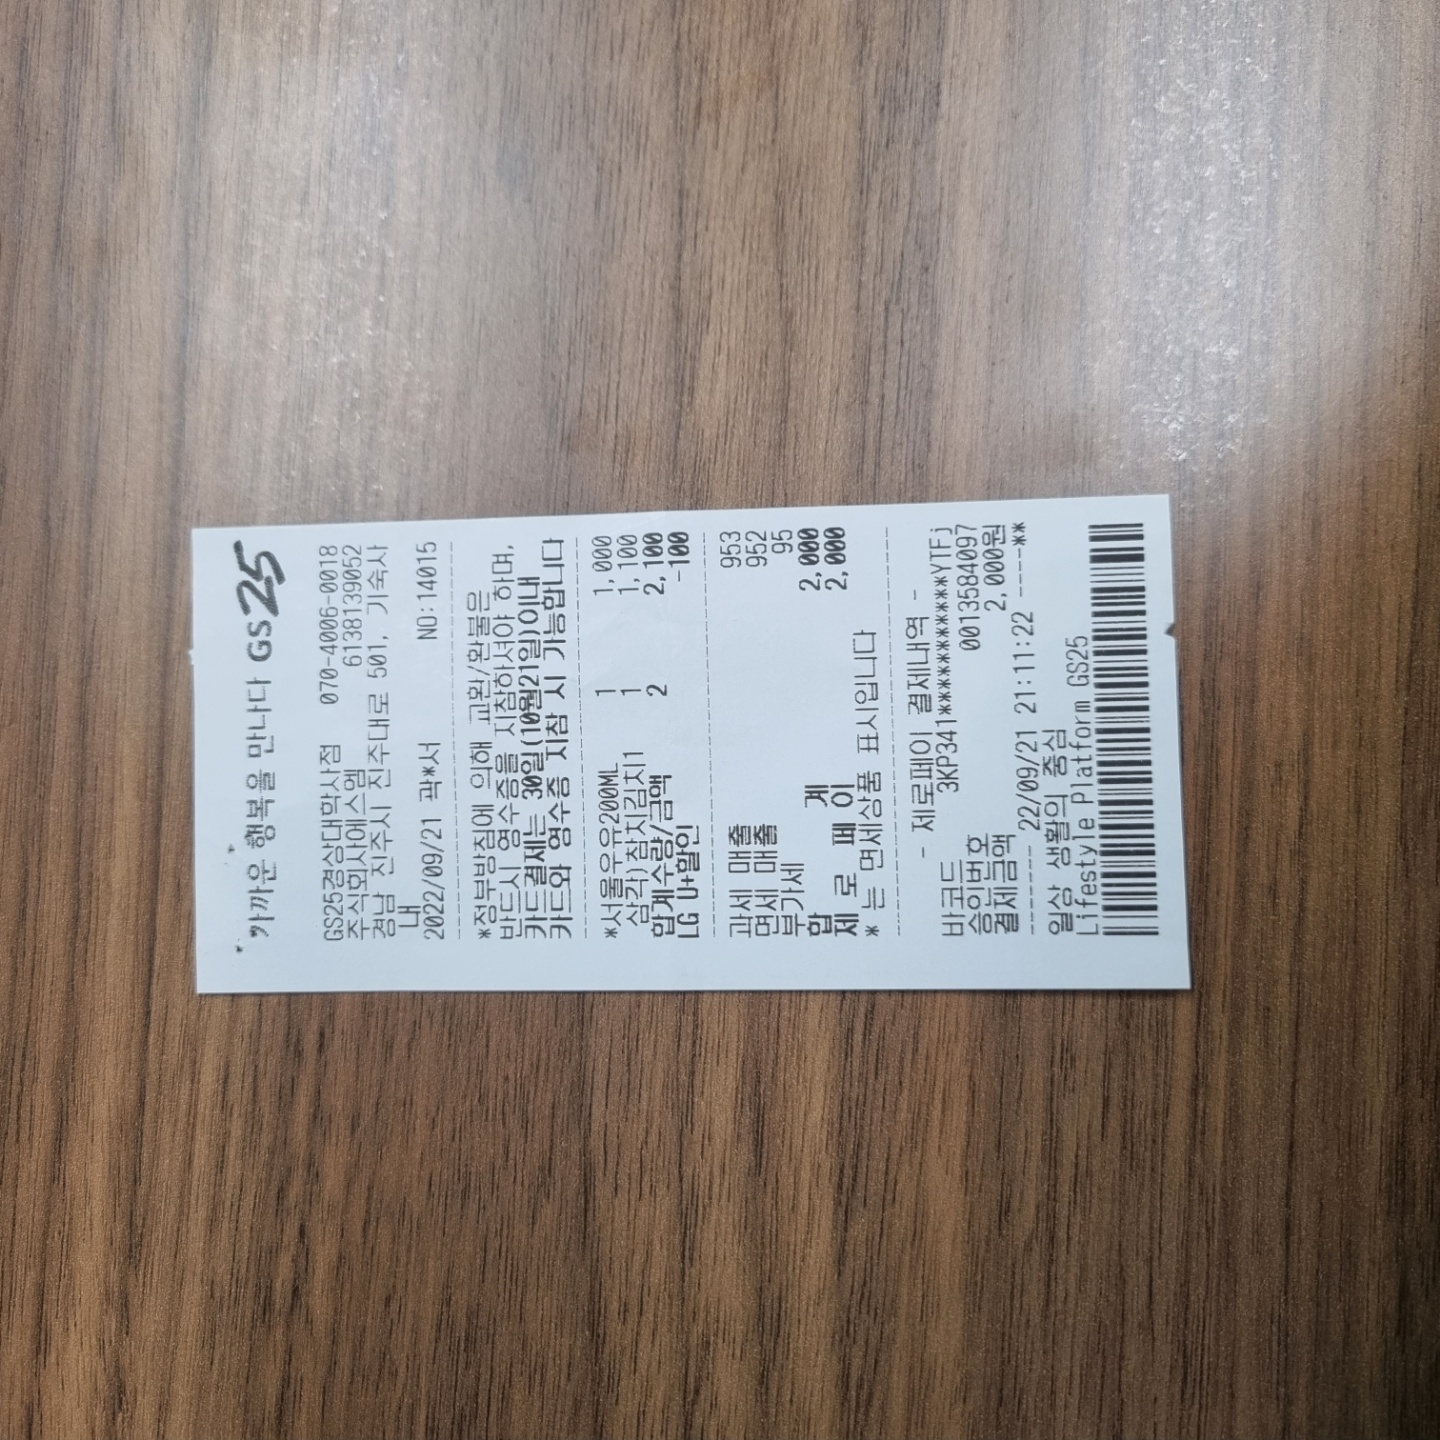 가까운 행복을 만나다 GS25
GS25경상대학사점 070-4006-0018
주식회사에스엠 6138139052
경남 진주시 진주대로 501, 기숙사
내
2022/09/21 곽*서 NO:14015
*정부방침에 의해 교환/환불은
반드시 영수증을 지참하셔야 하며,
카드결제는 30일(10월21일)이내
카드와 영수증 지참 시 가능합니다
*서울우유200ML 1 1,000
삼각)참치김치1 1 1,100
합계수량/금액 2 2,100
LG U+할인 -100
과세 매출 953
면세 매출 952
부가세 95
합 계 2,000
제 로 페 이 2,000
* 는 면세상품 표시입니다
- 제로페이 결제내역 -
바코드 3KP341***********YTFj
승인번호 0013584097
결제금액 2,000원
------- 22/09/21 21:11:22 ----**
일상 생활의 중심
Lifestyle Platform GS25